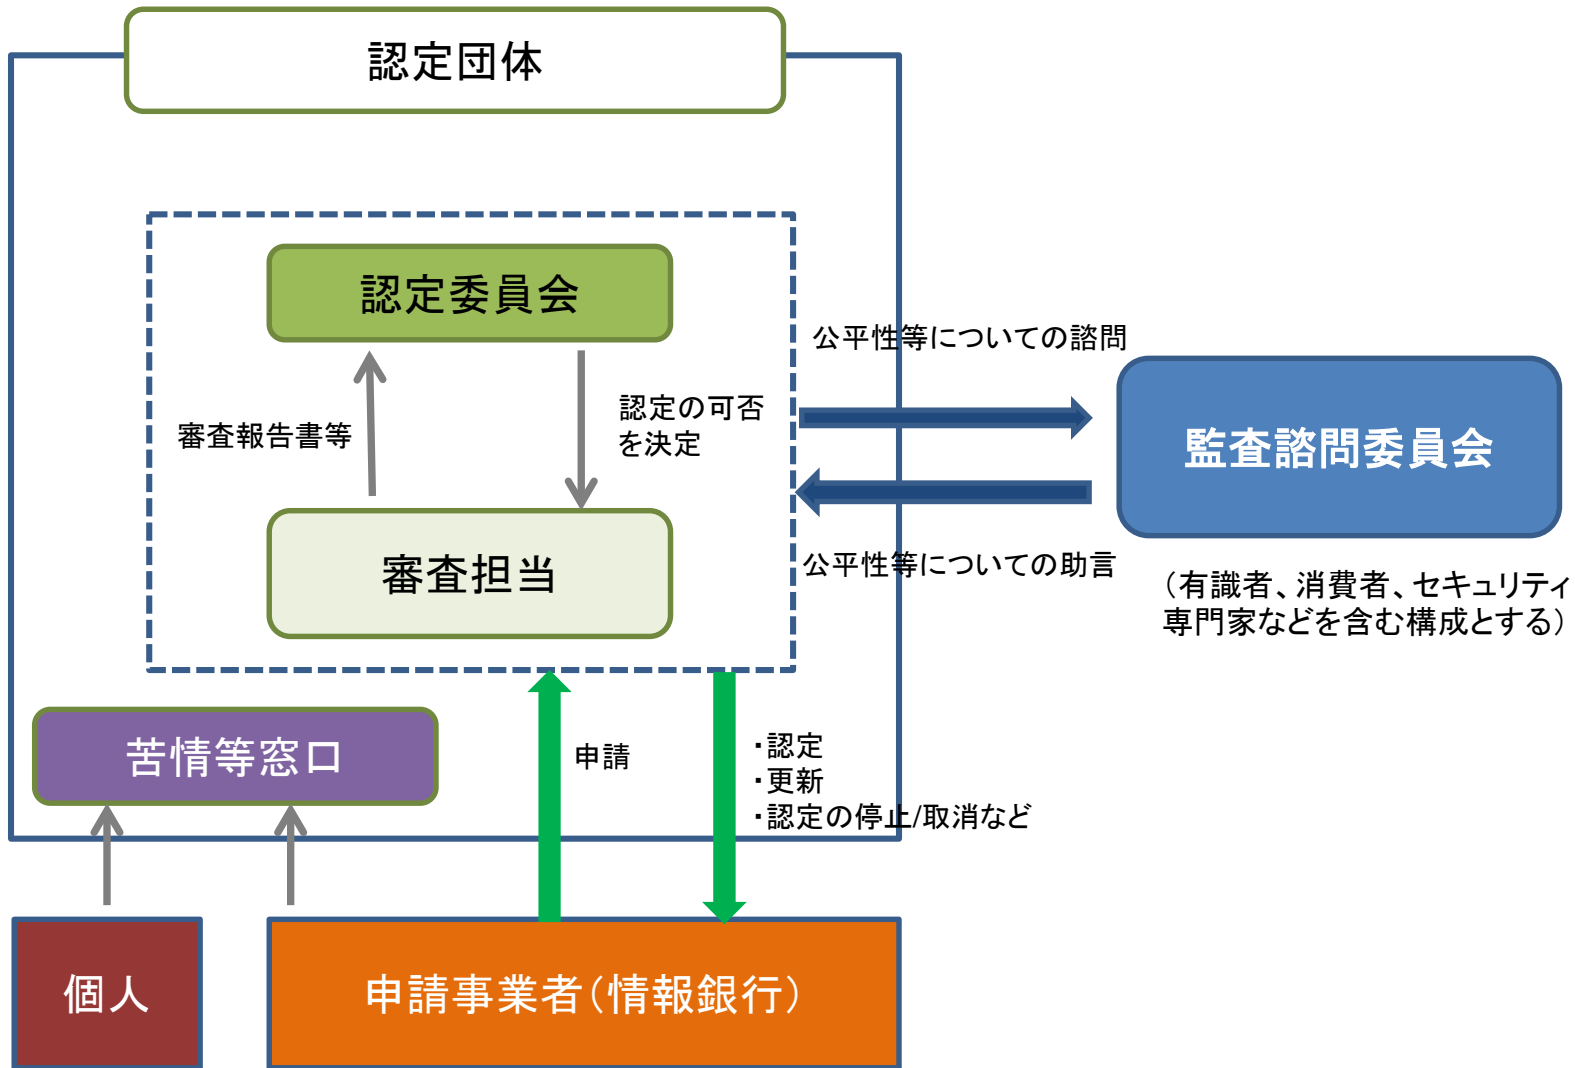 認定団体
認定委員会
審査報告書等
認定の可否
を決定
審査担当
公平性等についての諮問
監査諮問委員会
公平性等についての助言
（有識者、消費者、セキュリティ
専門家などを含む構成とする）
苦情等窓口
申請
・認定
・更新
・認定の停止/取消など
個人
申請事業者（情報銀行）